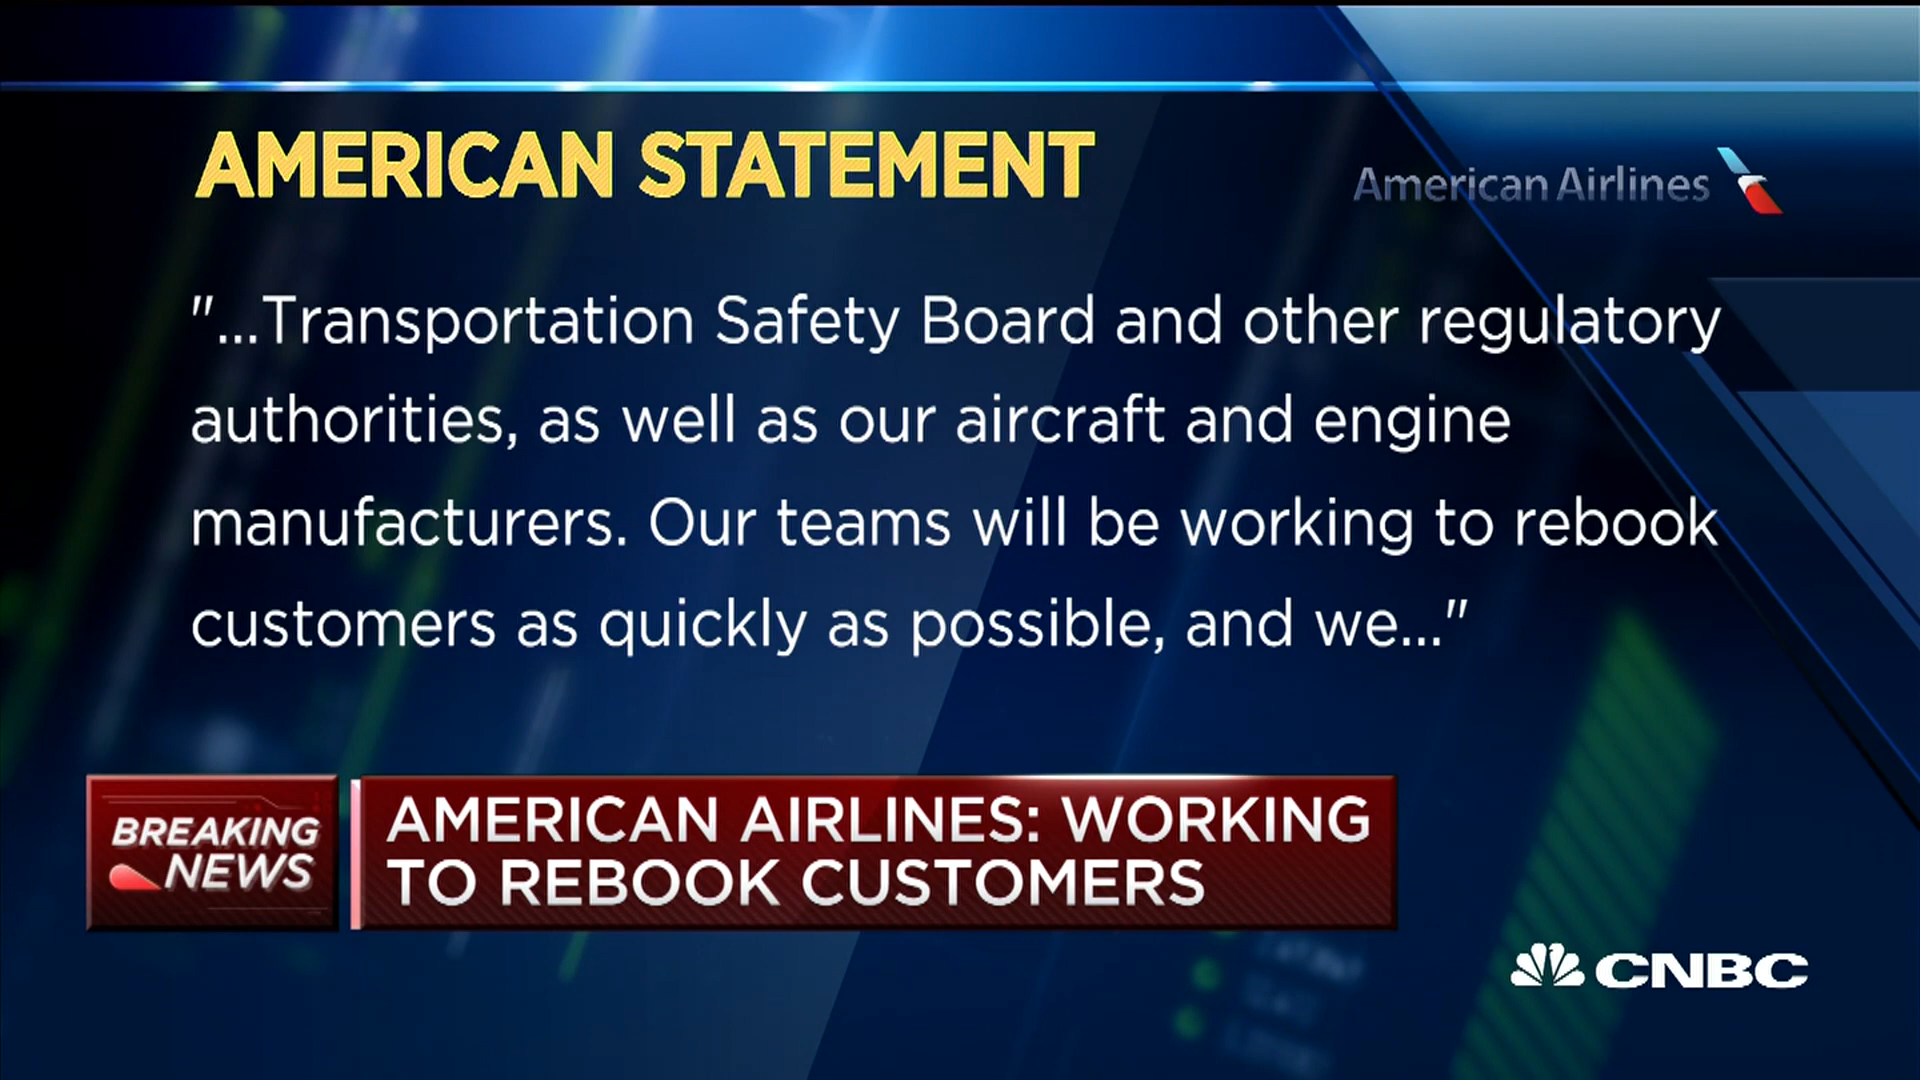 AMERICAN STATEMENT
American Airlines
"...Transportation Safety Board and other regulatory
authorities, as well as our aircraft and engine
manufacturers. Our teams will be working to rebook
customers as quickly as possible, and we..."
BREAKING
NEWS
AMERICAN AIRLINES: WORKING
TO REBOOK CUSTOMERS
CNBC